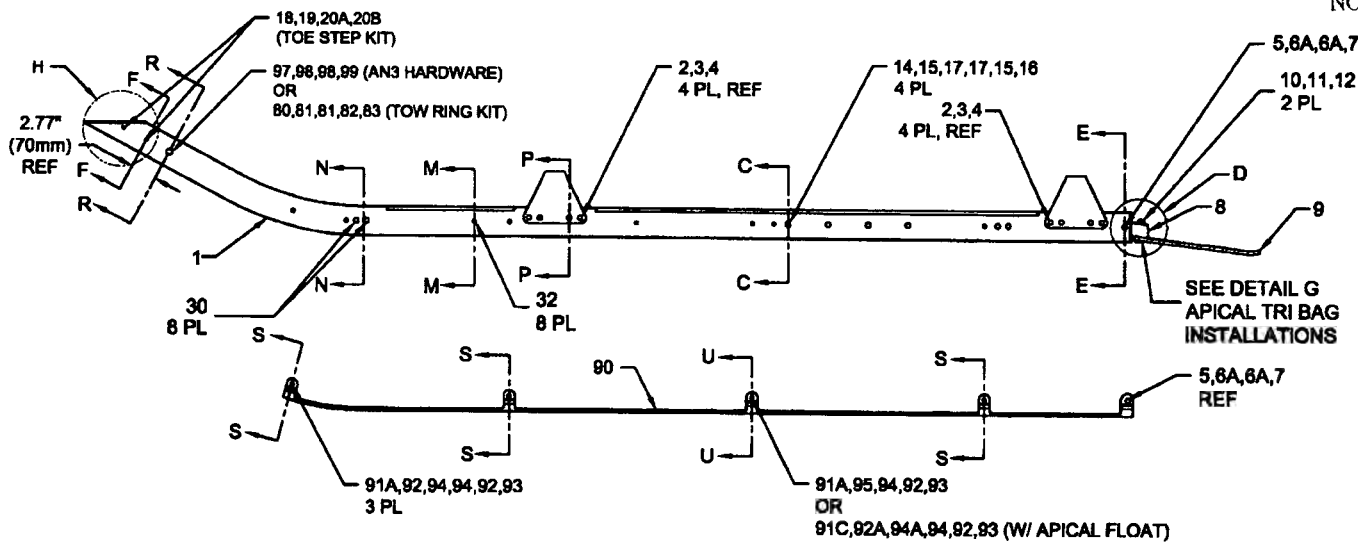 NO
18,19,20A,20B
(TOE STEP KIT)
97,98,98,99 (AN3 HARDWARE)
OR
80,81,81,82,83 (TOW RING KIT)
2,3,4
4 PL, REF
14,15,17,17,15,16
4 PL
2,3,4
4 PL, REF
5,6A,6A,7
10,11,12
2 PL
H
F
R
2.77"
(70mm)
REF
F
R
N
M
P
C
E
D
8
9
1
N
M
P
C
E
30
8 PL
32
8 PL
SEE DETAIL G
APICAL TRI BAG
INSTALLATIONS
S
S
90
U
S
5,6A,6A,7
REF
S
S
U
S
91A,92,94,94,92,93
3 PL
91A,95,94,92,93
OR
91C,92A,94A,94,92,93 (W/ APICAL FLOAT)